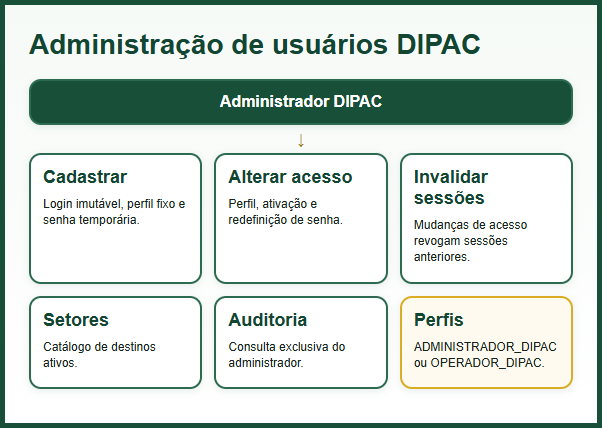 Administração de usuários DIPAC
Administrador DIPAC
↓
Cadastrar
Login imutável, perfil fixo e
senha temporária.
Alterar acesso
Perfil, ativação e
redefinição de senha.
Invalidar
sessões
Mudanças de acesso
revogam sessões
anteriores.
Setores
Catálogo de destinos
ativos.
Auditoria
Consulta exclusiva do
administrador.
Perfis
ADMINISTRADOR_DIPAC
ou OPERADOR_DIPAC.